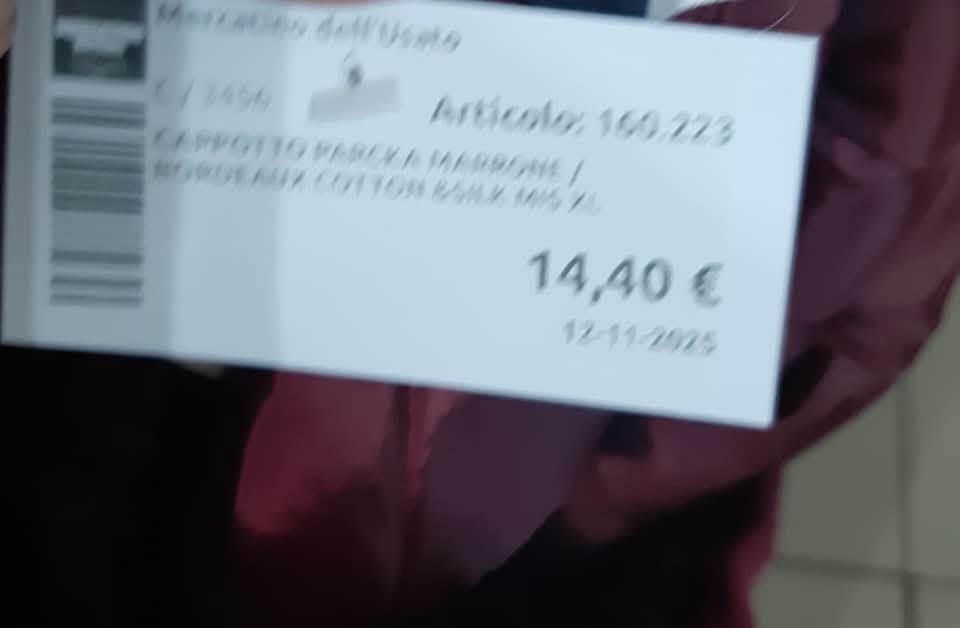 Mercatino dell'Usato
C / 3456
Articolo: 160.223
CAPPOTTO PARCKA MARRONE /
BORDEAUX COTTON &SILK MIS XL
14,40 €
12-11-2025